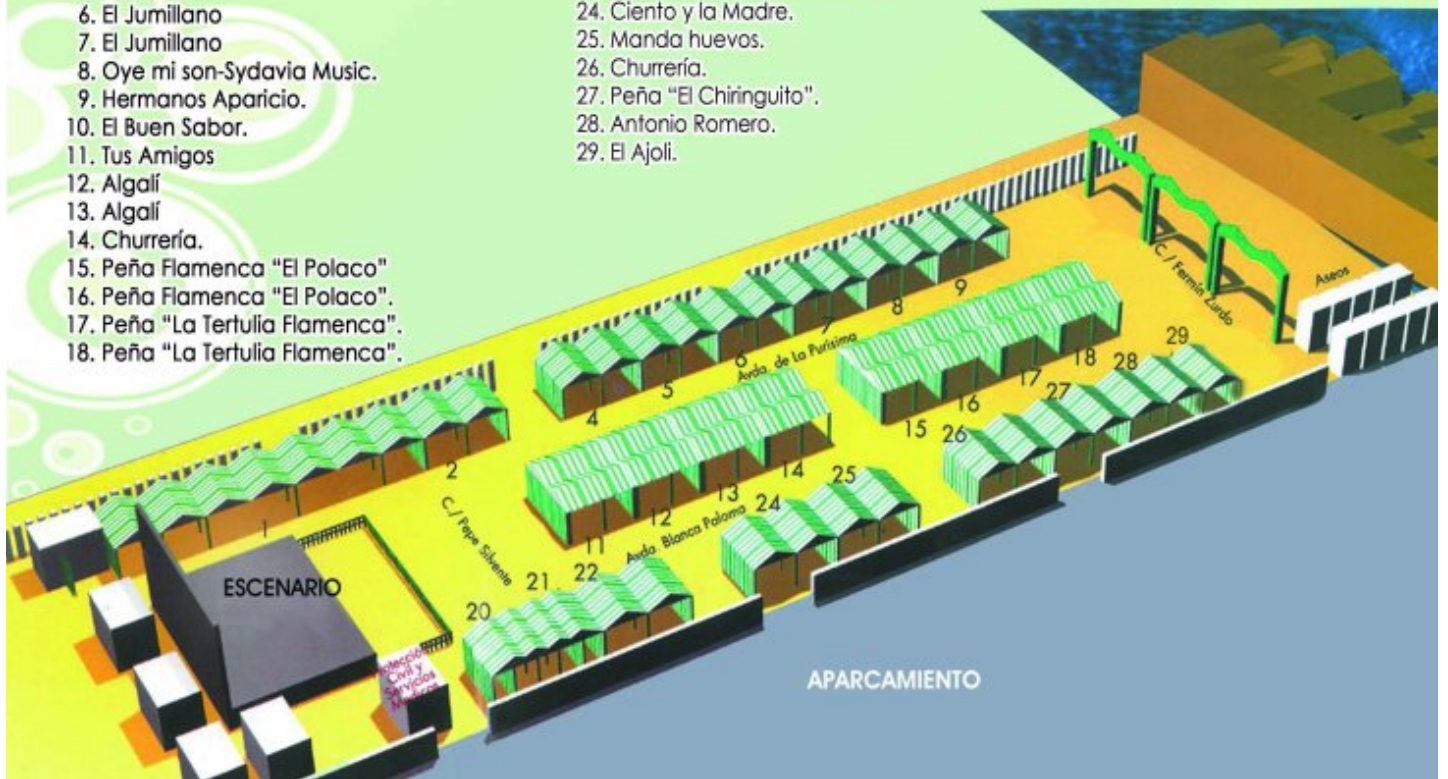 6. El Jumillano
7. El Jumillano
8. Oye mi son-Sydavia Music.
9. Hermanos Aparicio.
10. El Buen Sabor.
11. Tus Amigos
12. Algalí
13. Algalí
14. Churrería.
15. Peña Flamenca "El Polaco"
16. Peña Flamenca "El Polaco".
17. Peña "La Tertulia Flamenca".
18. Peña "La Tertulia Flamenca".
24. Ciento y la Madre.
25. Manda huevos.
26. Churrería.
27. Peña "El Chiringuito".
28. Antonio Romero.
29. El Ajoli.
C./ Fermín Zurdo
Aseos
9
8
7
6
5
4
Avda. de La Purísima
29
28
27
26
18
17
16
15
2
1
14
13
12
11
25
24
Avda. Blanca Paloma
C./ Pepe Silvente
22
21
20
ESCENARIO
Protección
Civil y
Servicios
Médicos
APARCAMIENTO